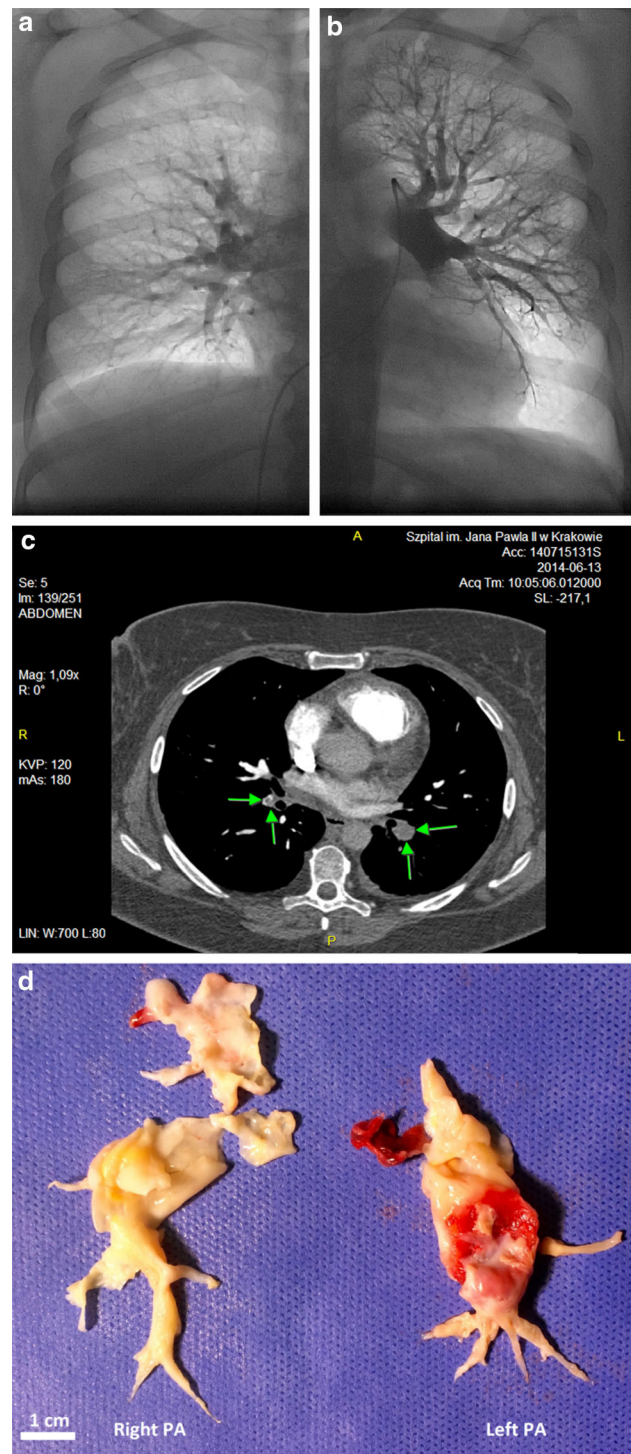 a
b
c
A
Szpital im. Jana Pawla II w Krakowie
Acc: 140715131S
2014-06-13
Acq Tm: 10:05:06.012000
SL: -217,1
Se: 5
Im: 139/251
ABDOMEN
Mag: 1,09x
R: 0°
R
L
KVP: 120
mAs: 180
LIN: W:700 L:80
P
d
1 cm
Right PA
Left PA